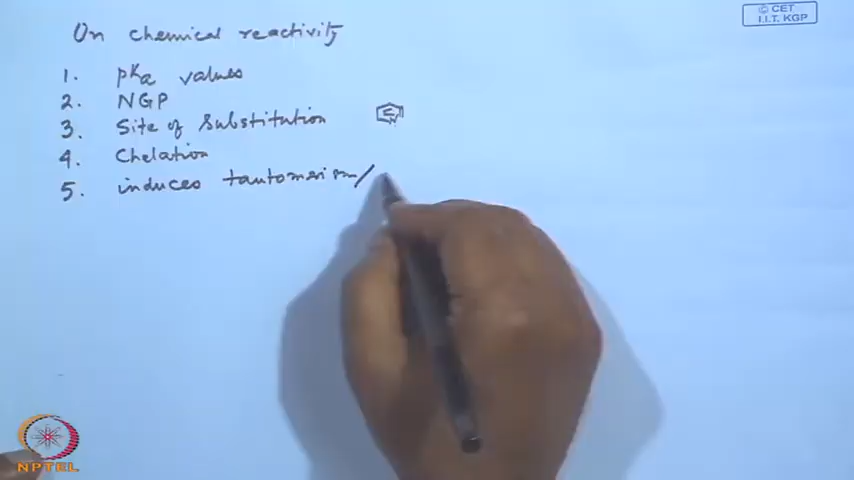 © CET
I.I.T. KGP
On chemical reactivity
1. pKa values
2. NGP
3. Site of substitution
4. Chelation
5. induces tautomerism/
NPTEL